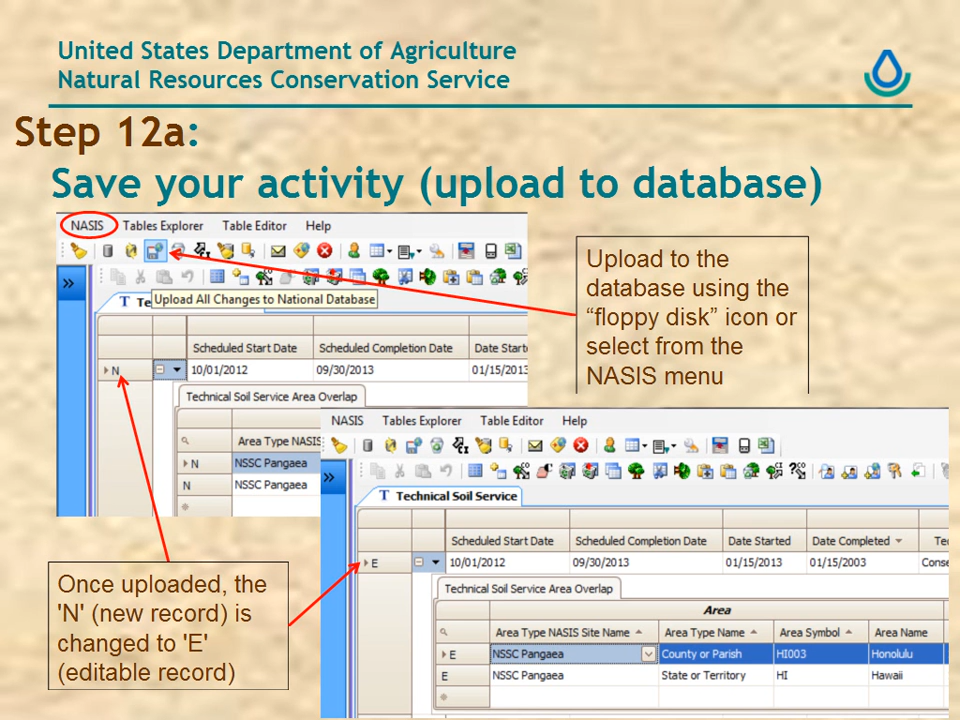 United States Department of Agriculture
Natural Resources Conservation Service
Step 12a:
Save your activity (upload to database)
NASIS Tables Explorer Table Editor Help
Upload All Changes to National Database
T Te
Scheduled Start Date Scheduled Completion Date Date Start
N 10/01/2012 09/30/2013 01/15/2013
Technical Soil Service Area Overlap
Area Type NASIS
N NSSC Pangaea
N NSSC Pangaea
Upload to the
database using the
“floppy disk” icon or
select from the
NASIS menu
NASIS Tables Explorer Table Editor Help
T Technical Soil Service
Scheduled Start Date Scheduled Completion Date Date Started Date Completed Te
E 10/01/2012 09/30/2013 01/15/2013 01/15/2003 Conse
Technical Soil Service Area Overlap
Area
Area Type NASIS Site Name Area Type Name Area Symbol Area Name
E NSSC Pangaea County or Parish HI003 Honolulu
E NSSC Pangaea State or Territory HI Hawaii
Once uploaded, the
'N' (new record) is
changed to 'E'
(editable record)